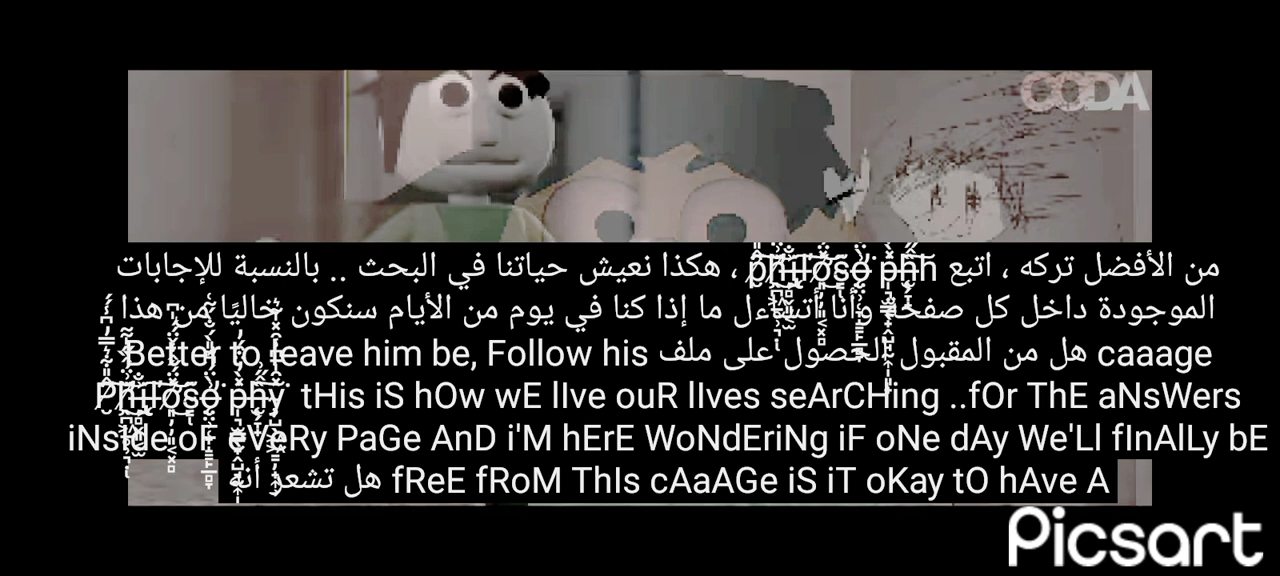 CODA
من الأفضل تركه ، اتبع philoso phh ، هكذا نعيش حياتنا في البحث .. بالنسبة للإجابات
الموجودة داخل كل صفحة وأنا أتساءل ما إذا كنا في يوم من الأيام سنكون خاليًا من هذا
caaage هل من المقبول الحصول على ملف Better to leave him be, Follow his
Philoso phy tHis iS hOw wE lIve ouR lIves seArCHing ..fOr ThE aNsWers
iNsIde oF eVeRy PaGe AnD i'M hErE WoNdEriNg iF oNe dAy We'Ll fInAlLy bE
fReE fRoM ThIs cAaAGe iS iT oKay tO hAve A هل تشعر أنه
Picsart